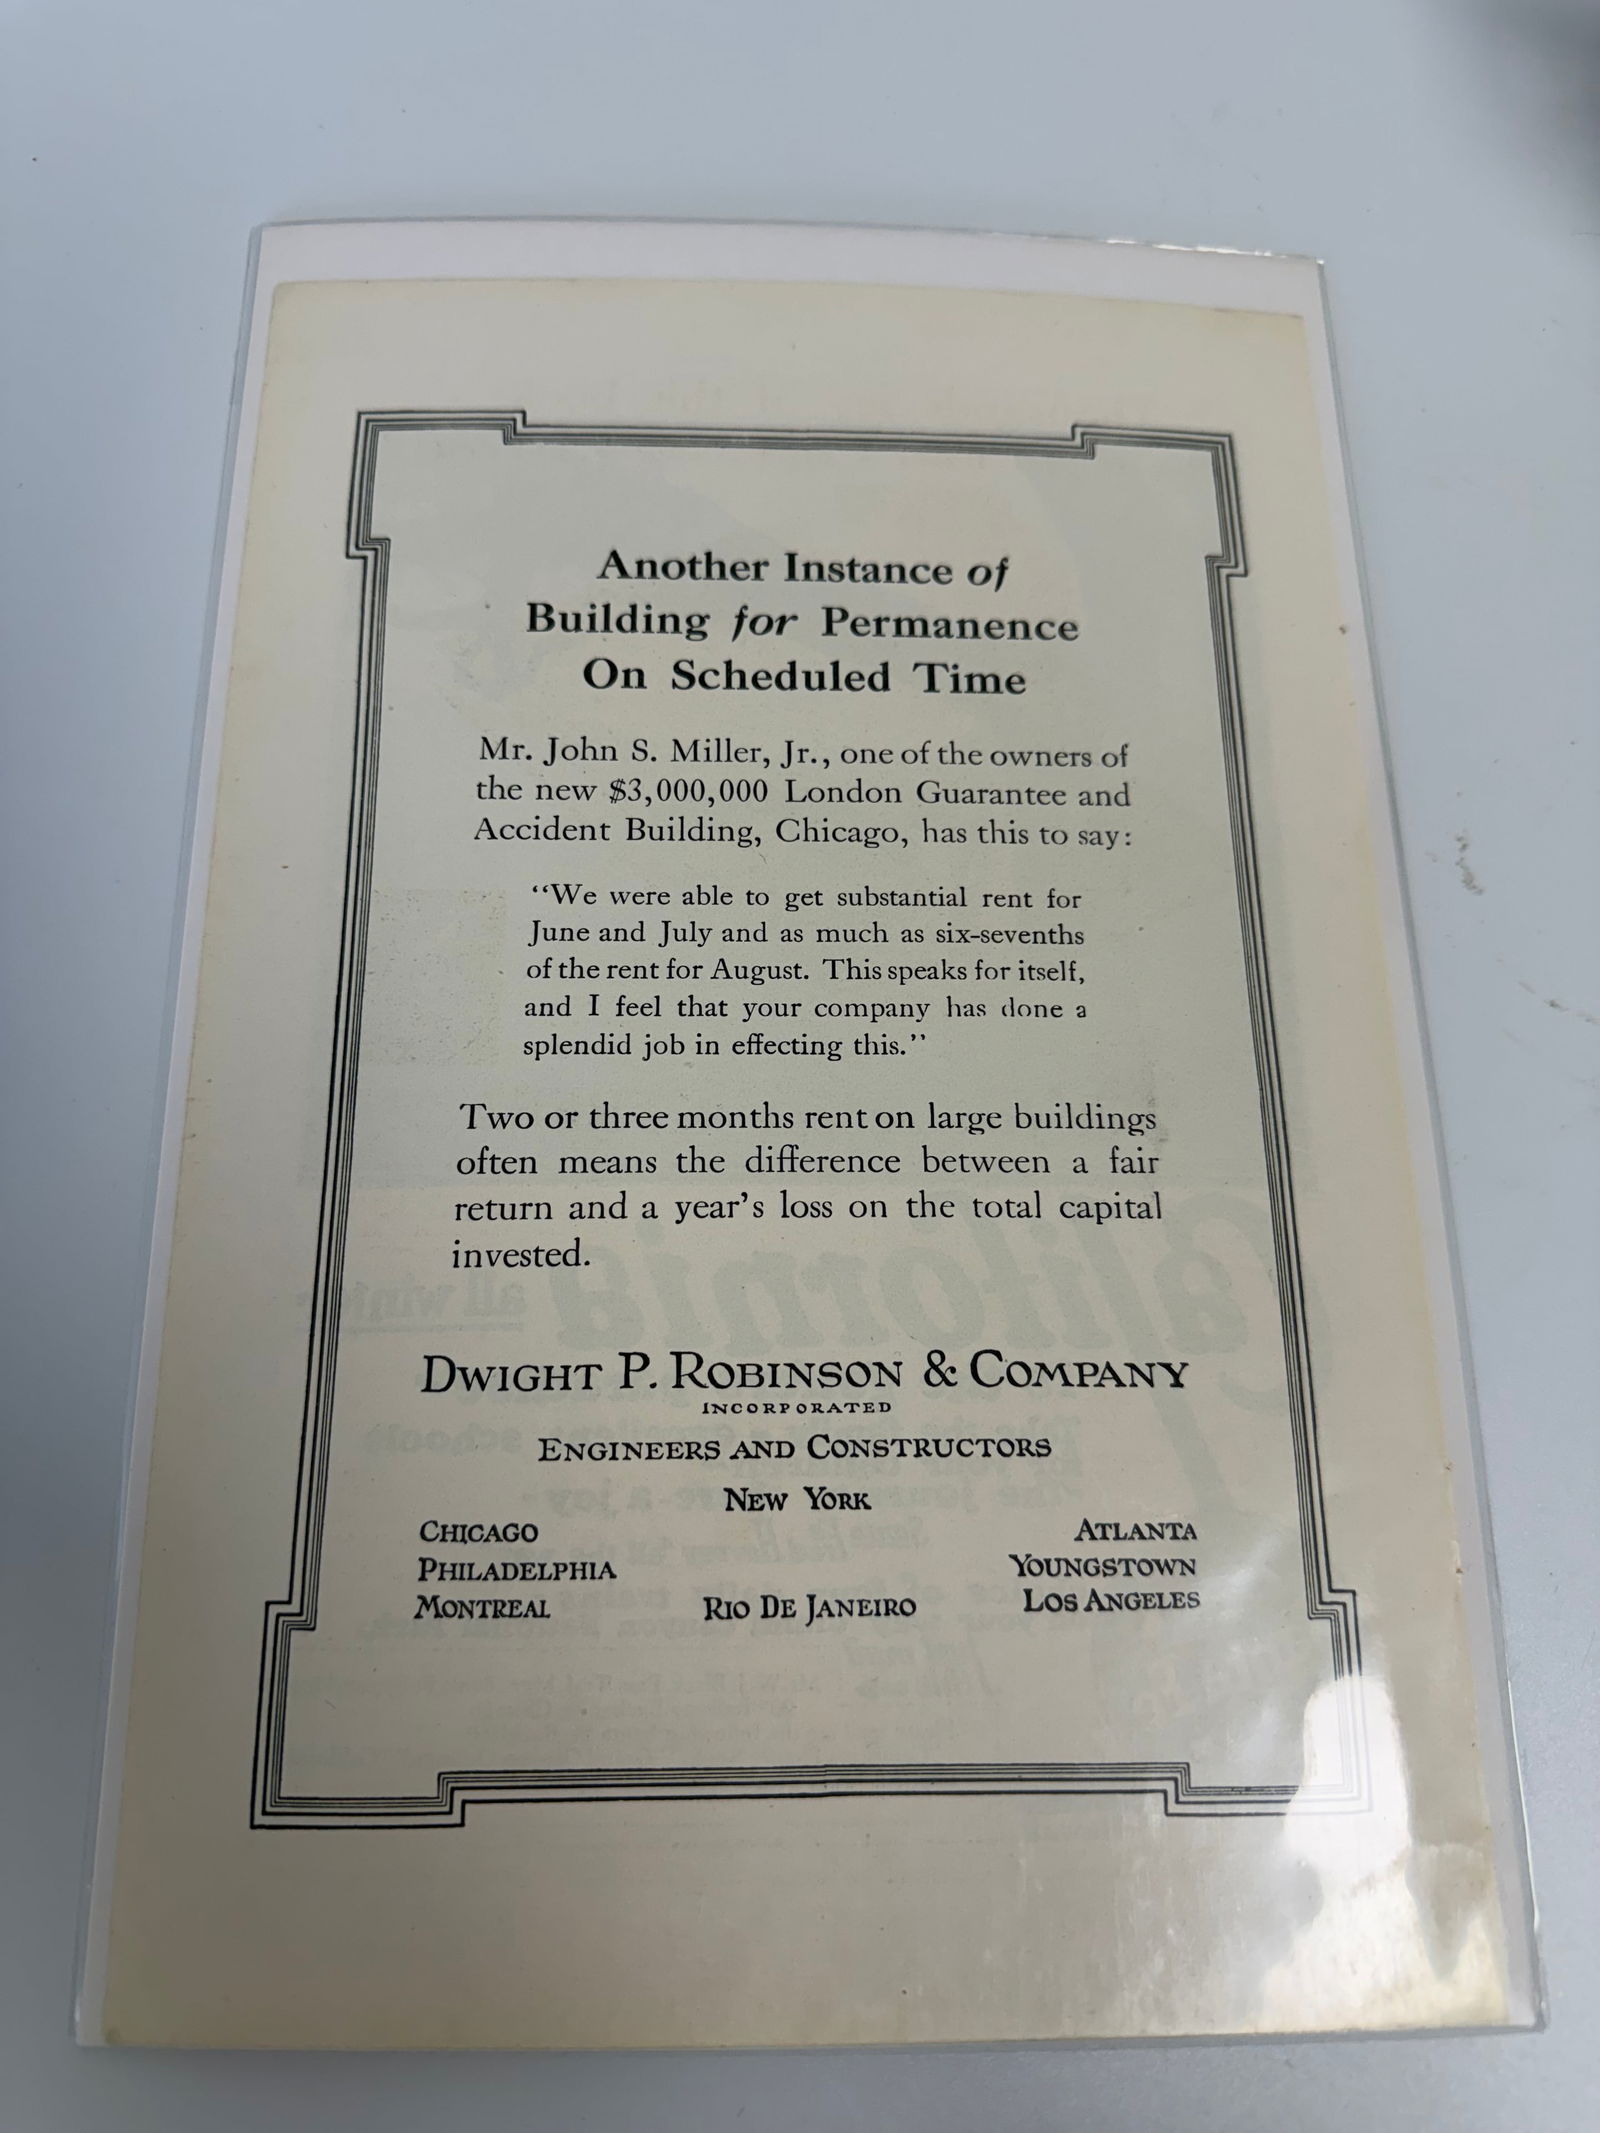 Another Instance of
Building for Permanence
On Scheduled Time
Mr. John S. Miller, Jr., one of the owners of
the new $3,000,000 London Guarantee and
Accident Building, Chicago, has this to say:
"We were able to get substantial rent for
June and July and as much as six-sevenths
of the rent for August. This speaks for itself,
and I feel that your company has done a
splendid job in effecting this."
Two or three months rent on large buildings
often means the difference between a fair
return and a year's loss on the total capital
invested.
DWIGHT P. ROBINSON & COMPANY
INCORPORATED
ENGINEERS AND CONSTRUCTORS
NEW YORK
CHICAGO ATLANTA
PHILADELPHIA YOUNGSTOWN
MONTREAL RIO DE JANEIRO LOS ANGELES
California
all winter